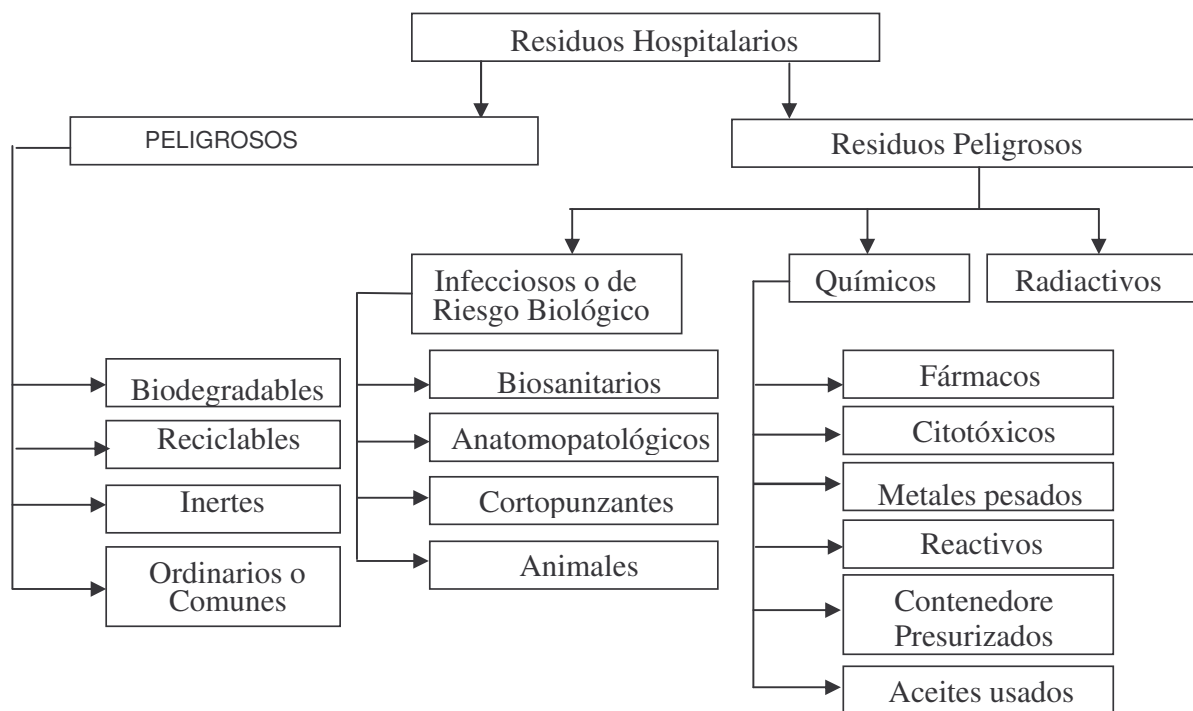 Residuos Hospitalarios
PELIGROSOS
Residuos Peligrosos
Infecciosos o de
Riesgo Biológico
Químicos
Radiactivos
Biodegradables
Reciclables
Inertes
Ordinarios o
Comunes
Biosanitarios
Anatomopatológicos
Cortopunzantes
Animales
Fármacos
Citotóxicos
Metales pesados
Reactivos
Contenedore
Presurizados
Aceites usados